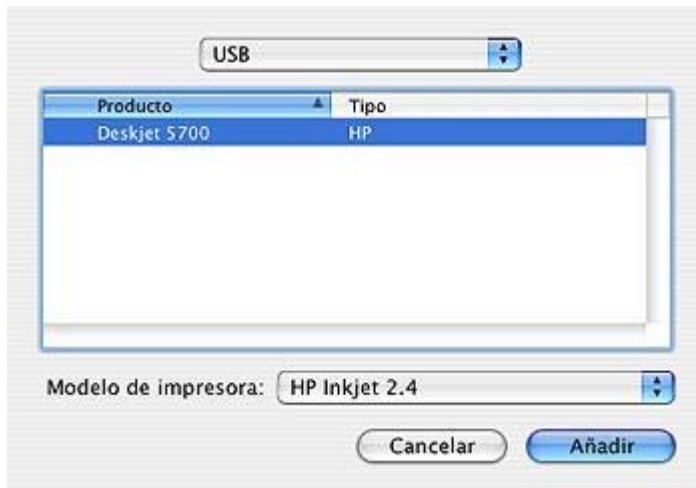 USB
Producto Tipo
Deskjet 5700 HP
Modelo de impresora: HP Inkjet 2.4
Cancelar Añadir